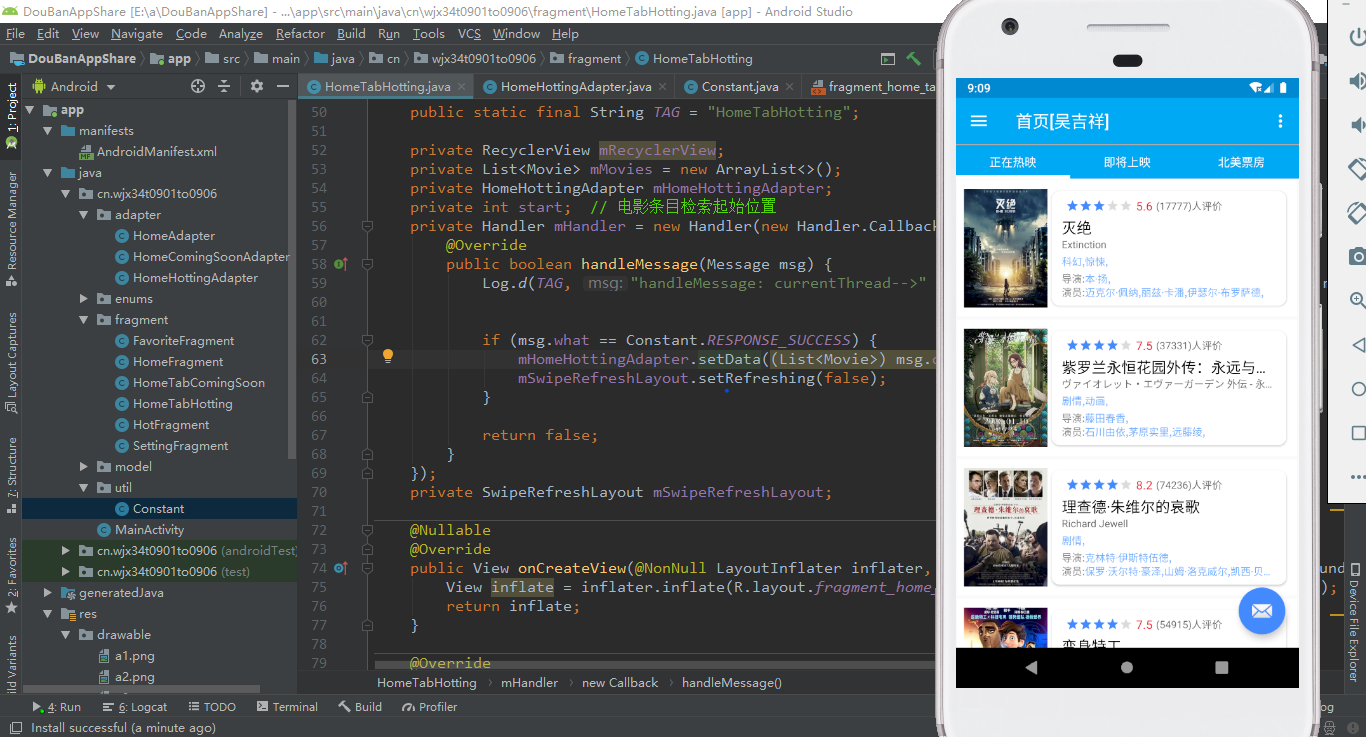 DouBanAppShare [E:\a\DouBanAppShare] - ...\app\src\main\java\cn\wjx34t0901to0906\fragment\HomeTabHotting.java [app] - Android Studio
File Edit View Navigate Code Analyze Refactor Build Run Tools VCS Window Help
DouBanAppShare app src main java cn wjx34t0901to0906 fragment HomeTabHotting
Android
HomeTabHotting.java HomeHottingAdapter.java Constant.java fragment_home_ta
1: Project
Resource Manager
Layout Captures
7: Structure
2: Favorites
ild Variants
app
manifests
AndroidManifest.xml
java
cn.wjx34t0901to0906
adapter
HomeAdapter
HomeComingSoonAdapter
HomeHottingAdapter
enums
fragment
FavoriteFragment
HomeFragment
HomeTabComingSoon
HomeTabHotting
HotFragment
SettingFragment
model
util
Constant
MainActivity
cn.wjx34t0901to0906 (androidTest)
cn.wjx34t0901to0906 (test)
generatedJava
res
drawable
a1.png
a2.png
50 public static final String TAG = "HomeTabHotting";
51
52 private RecyclerView mRecyclerView;
53 private List<Movie> mMovies = new ArrayList<>();
54 private HomeHottingAdapter mHomeHottingAdapter;
55 private int start; // 电影条目检索起始位置
56 private Handler mHandler = new Handler(new Handler.Callback
57 @Override
58 public boolean handleMessage(Message msg) {
59 Log.d(TAG, msg: "handleMessage: currentThread-->"
60
61
62 if (msg.what == Constant.RESPONSE_SUCCESS) {
63 mHomeHottingAdapter.setData((List<Movie>) msg.o
64 mSwipeRefreshLayout.setRefreshing(false);
65 }
66
67 return false;
68 }
69 });
70 private SwipeRefreshLayout mSwipeRefreshLayout;
71
72 @Nullable
73 @Override
74 public View onCreateView(@NonNull LayoutInflater inflater,
75 View inflate = inflater.inflate(R.layout.fragment_home_
76 return inflate;
77 }
78
79 @Override
HomeTabHotting mHandler new Callback handleMessage()
4: Run 6: Logcat TODO Terminal Build Profiler
Install successful (a minute ago)
9:09
首页[吴吉祥]
正在热映 即将上映 北美票房
灭绝
5.6 (17777)人评价
灭绝
Extinction
科幻,惊悚,
导演:本·扬,
演员:迈克尔·佩纳,丽兹·卡潘,伊瑟尔·布罗萨德,
7.5 (37331)人评价
紫罗兰永恒花园外传：永远与...
ヴァイオレット・エヴァーガーデン 外伝 - 永...
剧情,动画,
导演:藤田春香,
演员:石川由依,茅原实里,远藤绫,
理查德·朱维尔的哀歌
8.2 (74236)人评价
理查德·朱维尔的哀歌
Richard Jewell
剧情,
导演:克林特·伊斯特伍德,
演员:保罗·沃尔特·豪泽,山姆·洛克威尔,凯西·贝...
7.5 (54915)人评价
变身特工
ound
);
Device File Explorer
og